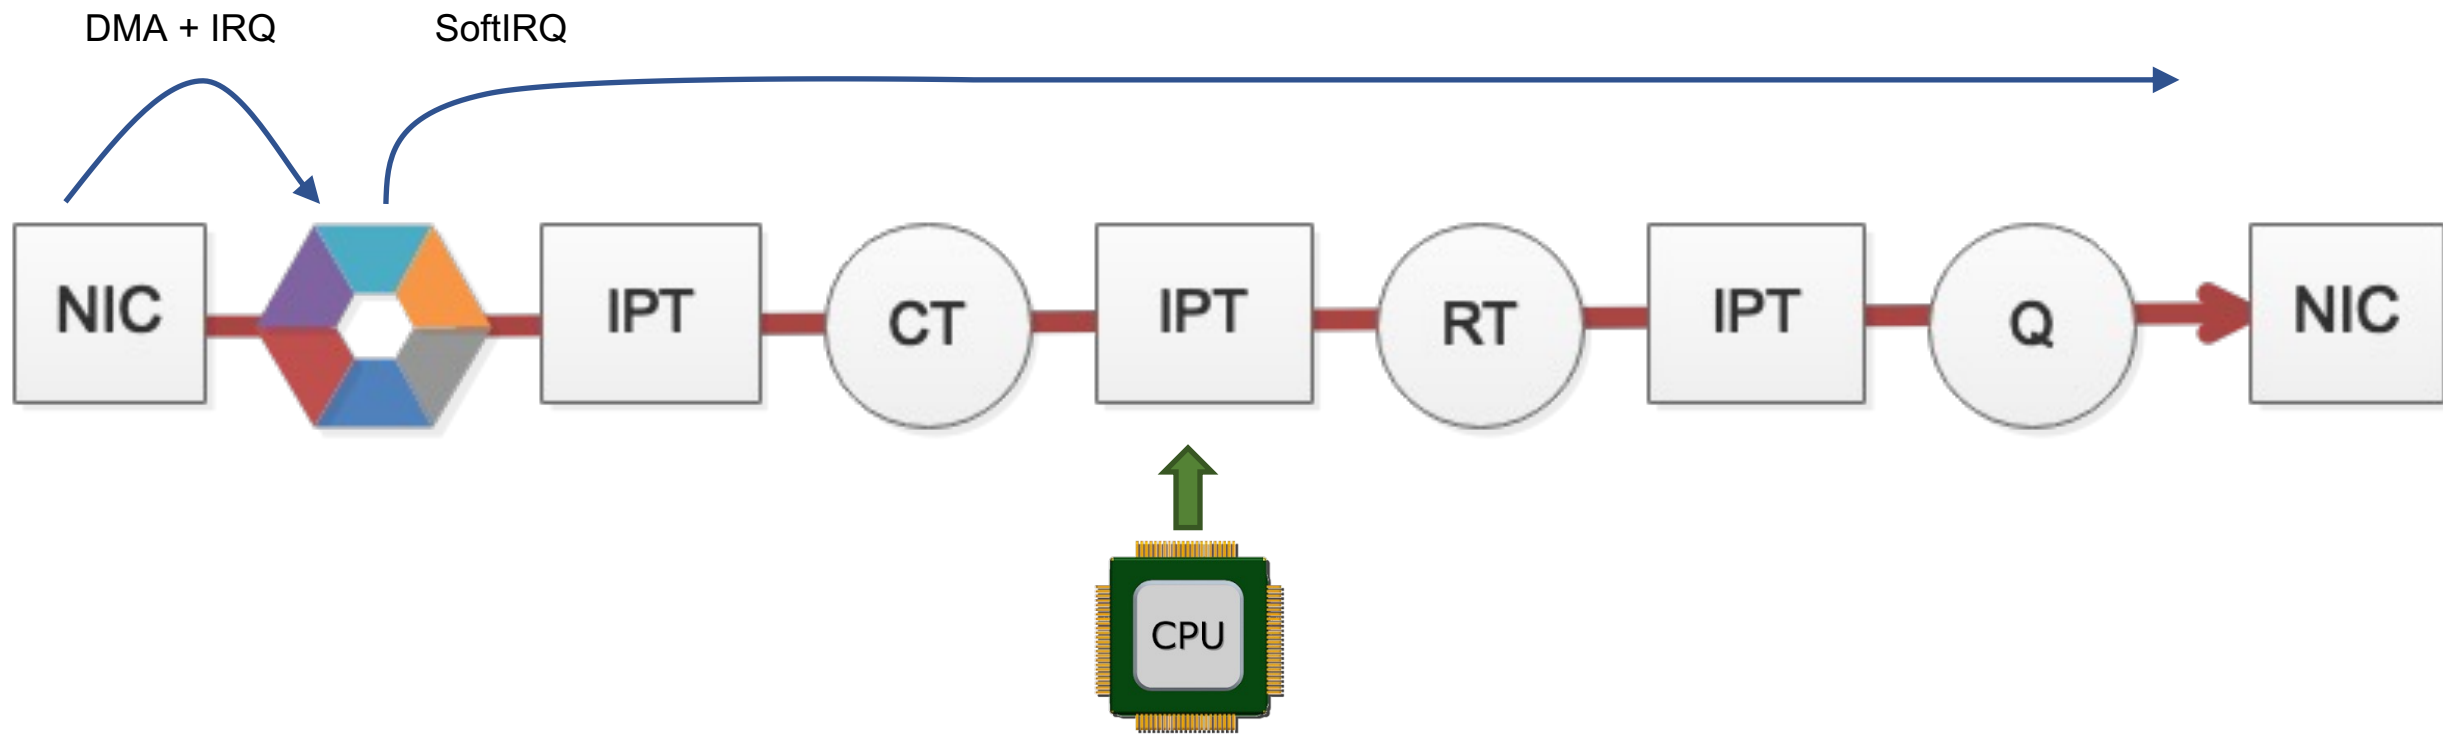 DMA + IRQ
SoftIRQ
NIC
IPT
CT
IPT
RT
IPT
Q
NIC
CPU